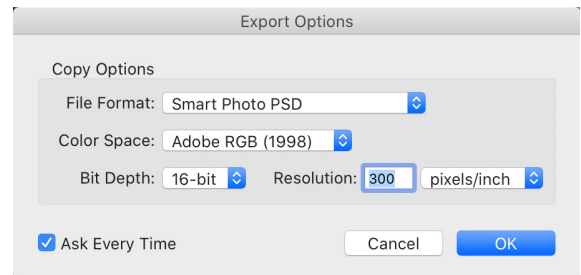 Export Options
Copy Options
File Format: Smart Photo PSD
Color Space: Adobe RGB (1998)
Bit Depth: 16-bit Resolution: 300 pixels/inch
Ask Every Time Cancel OK